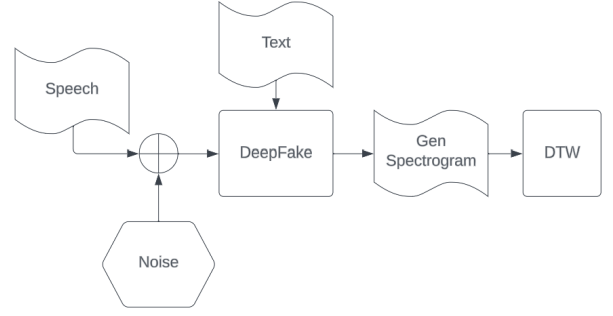 Text
Speech
DeepFake
Gen
Spectrogram
DTW
Noise